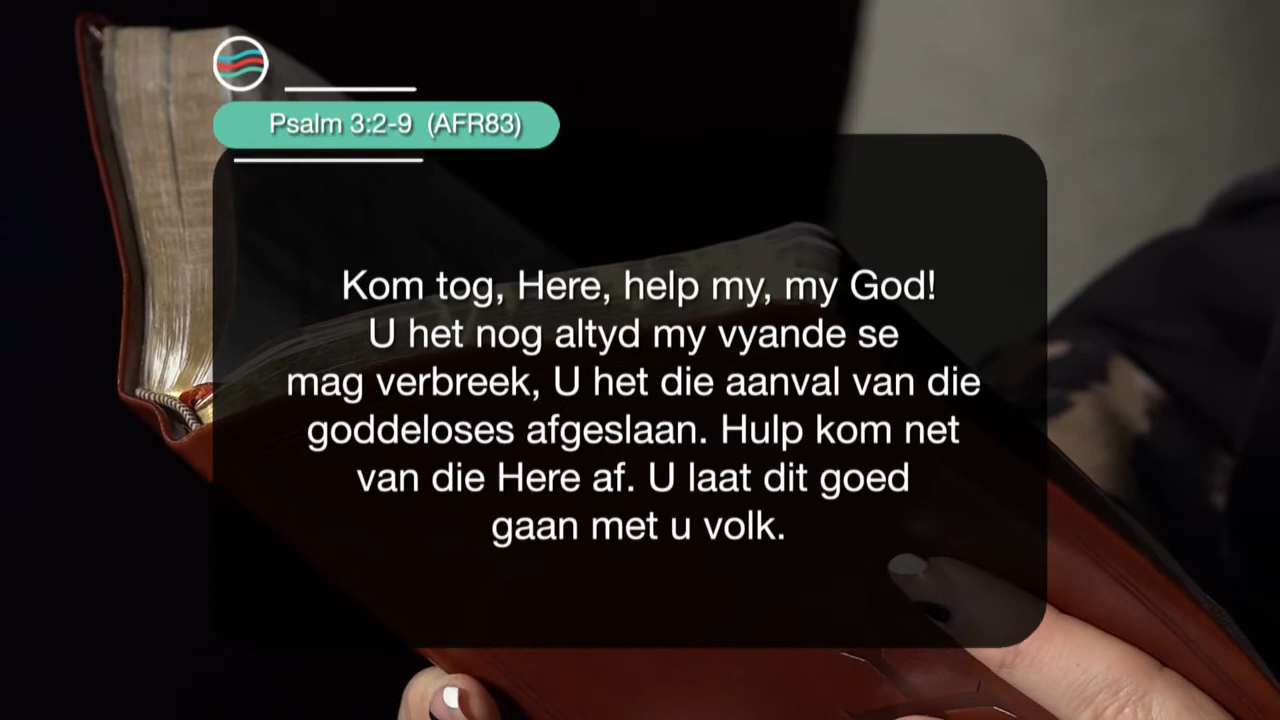 Psalm 3:2-9 (AFR83)
Kom tog, Here, help my, my God!
U het nog altyd my vyande se
mag verbreek, U het die aanval van die
goddeloses afgeslaan. Hulp kom net
van die Here af. U laat dit goed
gaan met u volk.